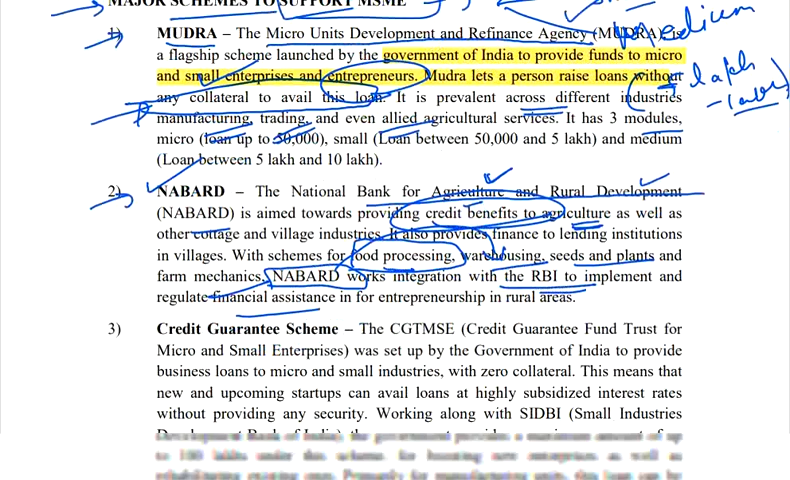 MAJOR SCHEMES TO SUPPORT MSME
medium
1) MUDRA – The Micro Units Development and Refinance Agency (MUDRA) is
a flagship scheme launched by the government of India to provide funds to micro
and small enterprises and entrepreneurs. Mudra lets a person raise loans without
any collateral to avail this loan. It is prevalent across different industries
manufacturing, trading, and even allied agricultural services. It has 3 modules,
micro (loan up to 50,000), small (Loan between 50,000 and 5 lakh) and medium
(Loan between 5 lakh and 10 lakh).
2) NABARD – The National Bank for Agriculture and Rural Development
(NABARD) is aimed towards providing credit benefits to agriculture as well as
other cottage and village industries. It also provides finance to lending institutions
in villages. With schemes for food processing, warehousing, seeds and plants and
farm mechanics, NABARD works integration with the RBI to implement and
regulate financial assistance in for entrepreneurship in rural areas.
3) Credit Guarantee Scheme – The CGTMSE (Credit Guarantee Fund Trust for
Micro and Small Enterprises) was set up by the Government of India to provide
business loans to micro and small industries, with zero collateral. This means that
new and upcoming startups can avail loans at highly subsidized interest rates
without providing any security. Working along with SIDBI (Small Industries